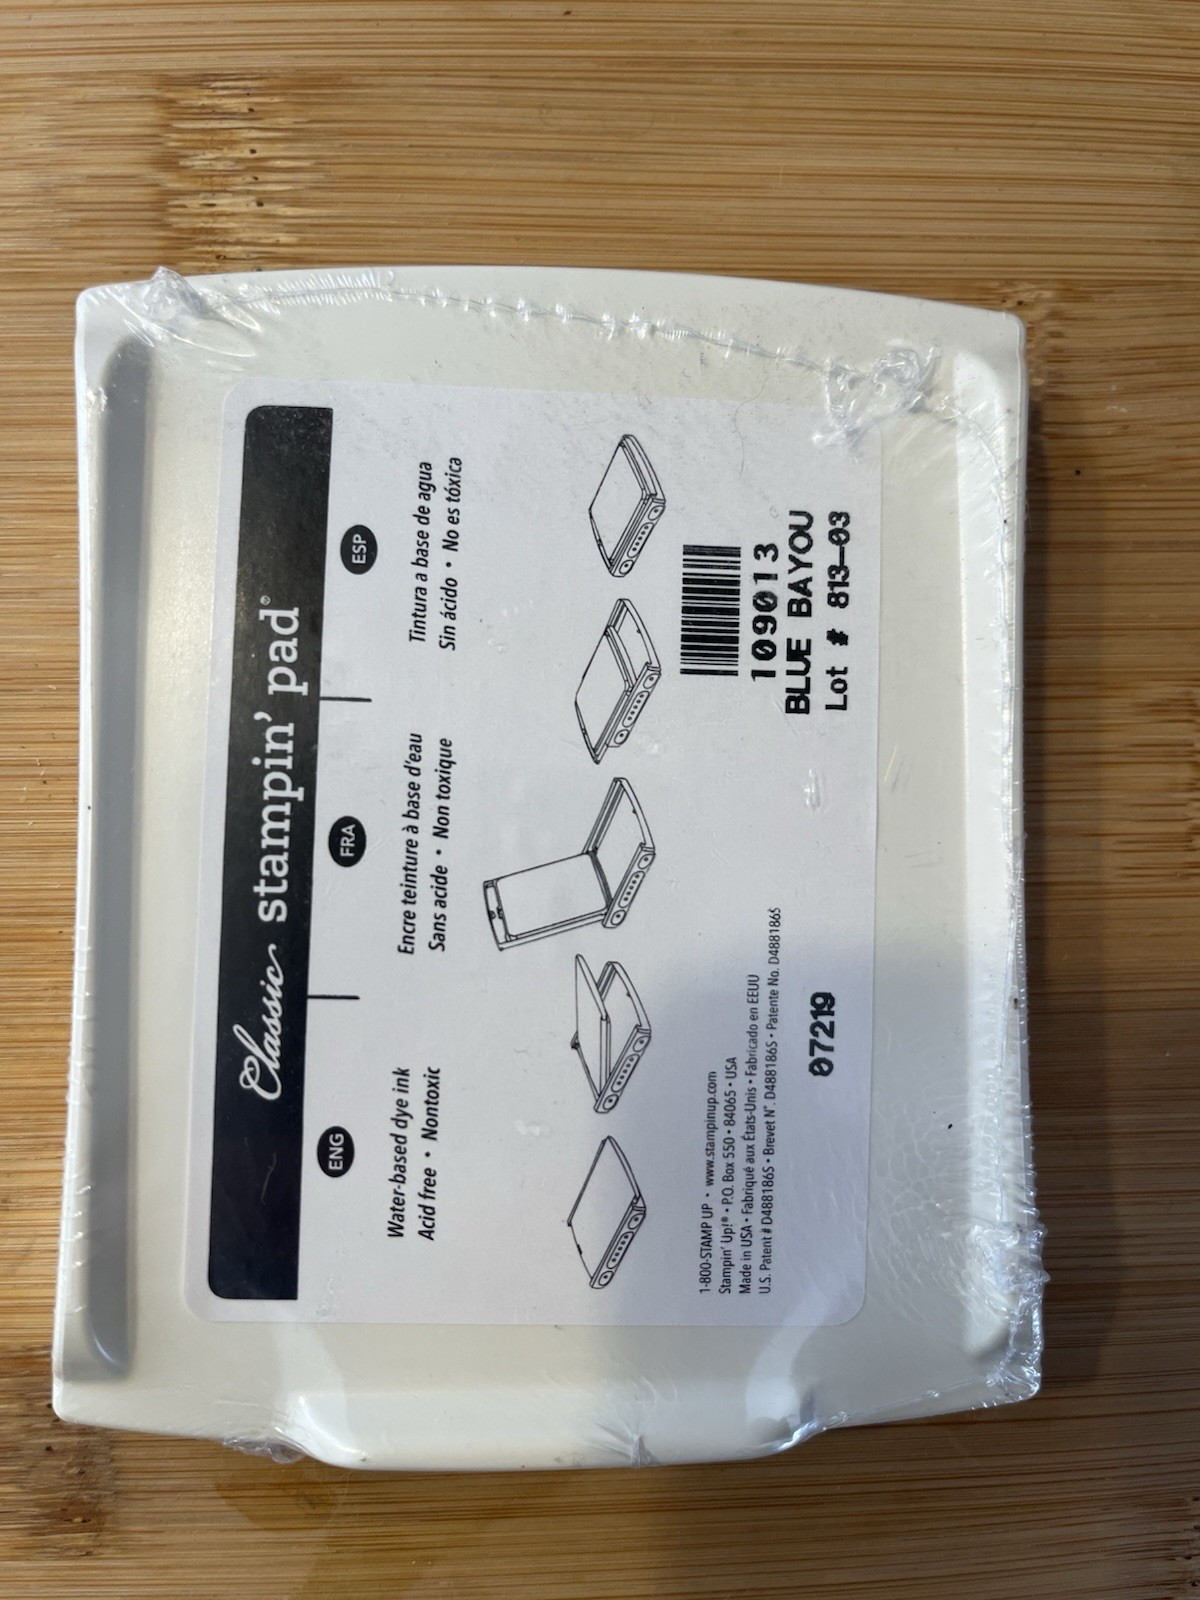 Classic stampin' pad®
ENG
Water-based dye ink
Acid free • Nontoxic
FRA
Encre teinture à base d'eau
Sans acide • Non toxique
ESP
Tintura a base de agua
Sin ácido • No es tóxica
1-800-STAMP UP • www.stampinup.com
Stampin' Up!® • P.O. Box 550 • 84065 • USA
Made in USA • Fabriqué aux États-Unis • Fabricado en EEUU
U.S. Patent # D488186S • Brevet N°. D488186S • Patente No. D488186S
07219
109013
BLUE BAYOU
Lot # 813-03